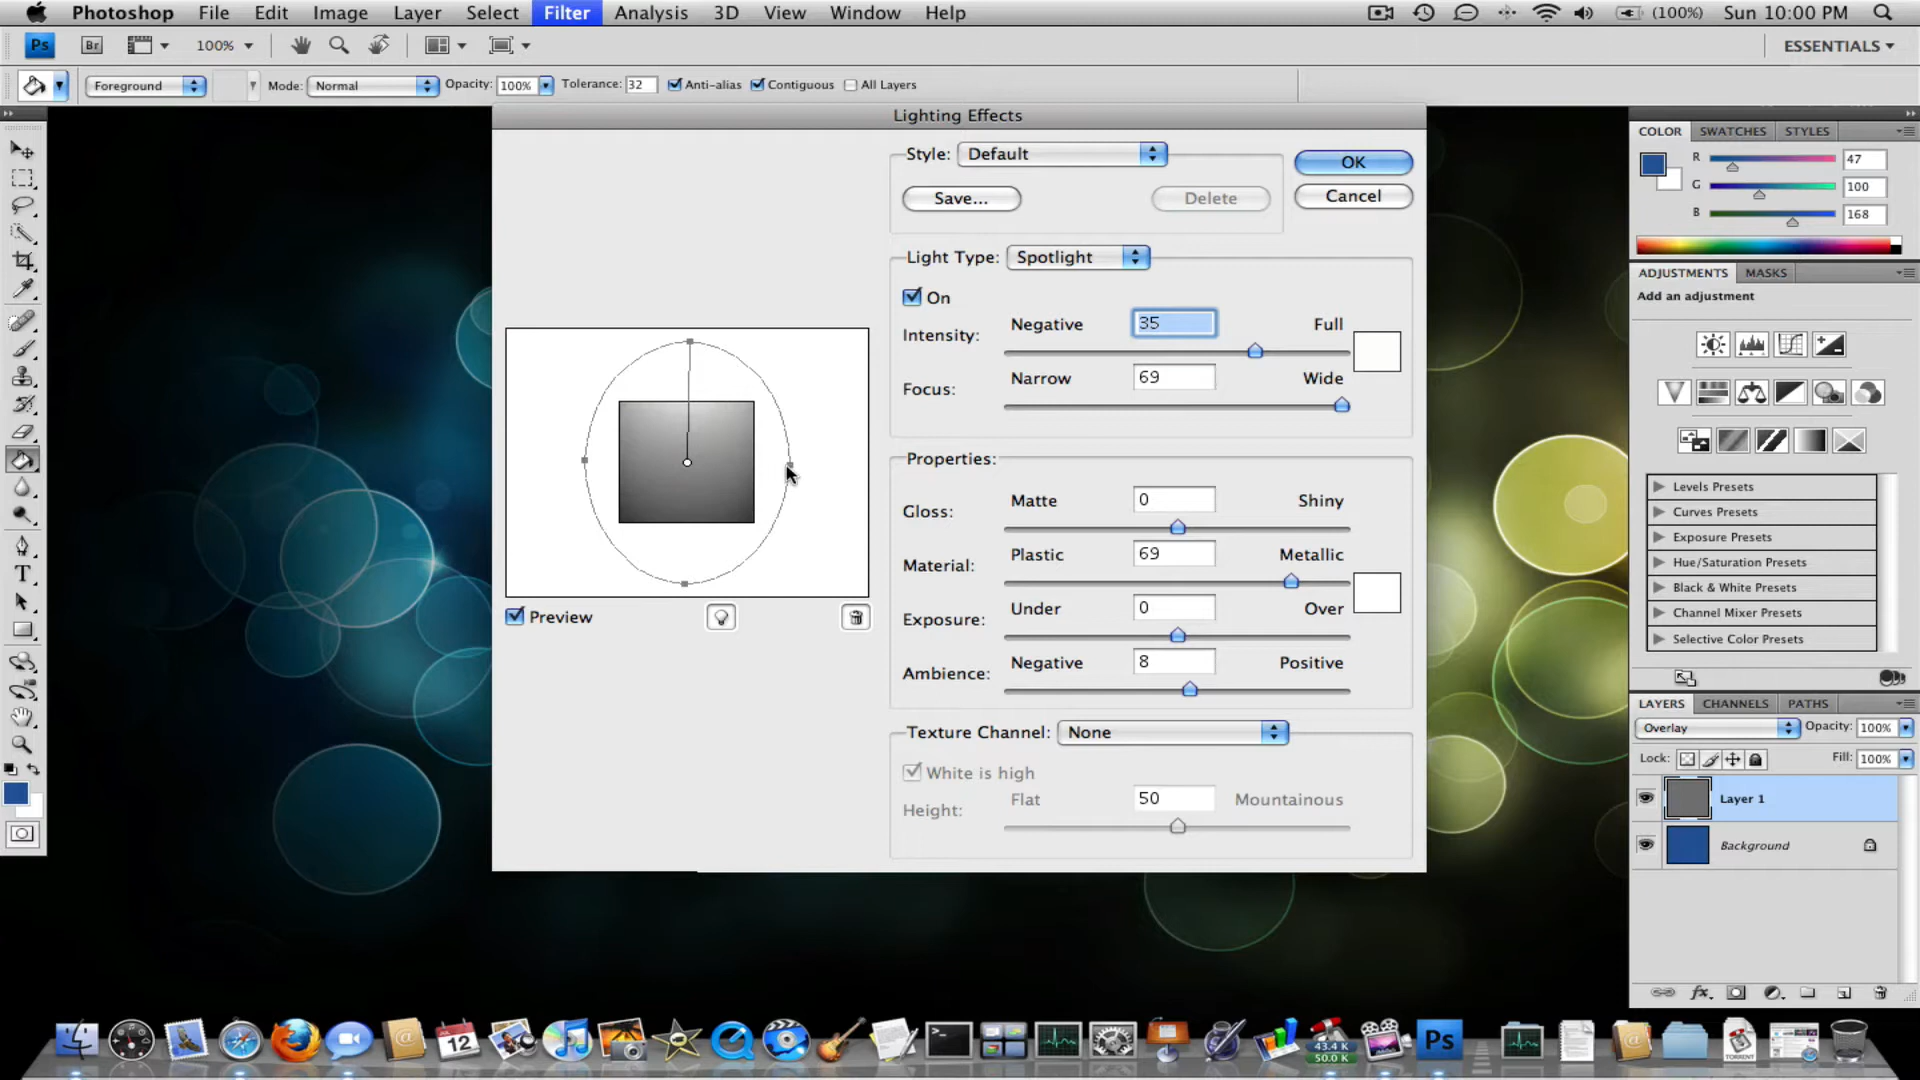 Photoshop File Edit Image Layer Select Filter Analysis 3D View Window Help (100%) Sun 10:00 PM
Ps Br 100% ESSENTIALS
Foreground Mode: Normal Opacity: 100% Tolerance: 32 Anti-alias Contiguous All Layers
Lighting Effects
Style: Default
OK
Save... Delete
Cancel
Light Type: Spotlight
On
Intensity: Negative 35 Full
Focus: Narrow 69 Wide
Properties:
Gloss: Matte 0 Shiny
Material: Plastic 69 Metallic
Exposure: Under 0 Over
Ambience: Negative 8 Positive
Texture Channel: None
White is high
Height: Flat 50 Mountainous
Preview
COLOR SWATCHES STYLES
R 47
G 100
B 168
ADJUSTMENTS MASKS
Add an adjustment
Levels Presets
Curves Presets
Exposure Presets
Hue/Saturation Presets
Black & White Presets
Channel Mixer Presets
Selective Color Presets
LAYERS CHANNELS PATHS
Overlay Opacity: 100%
Lock: Fill: 100%
Layer 1
Background
fx
T
12
43.4 K
50.0 K
Ps
TORRENT